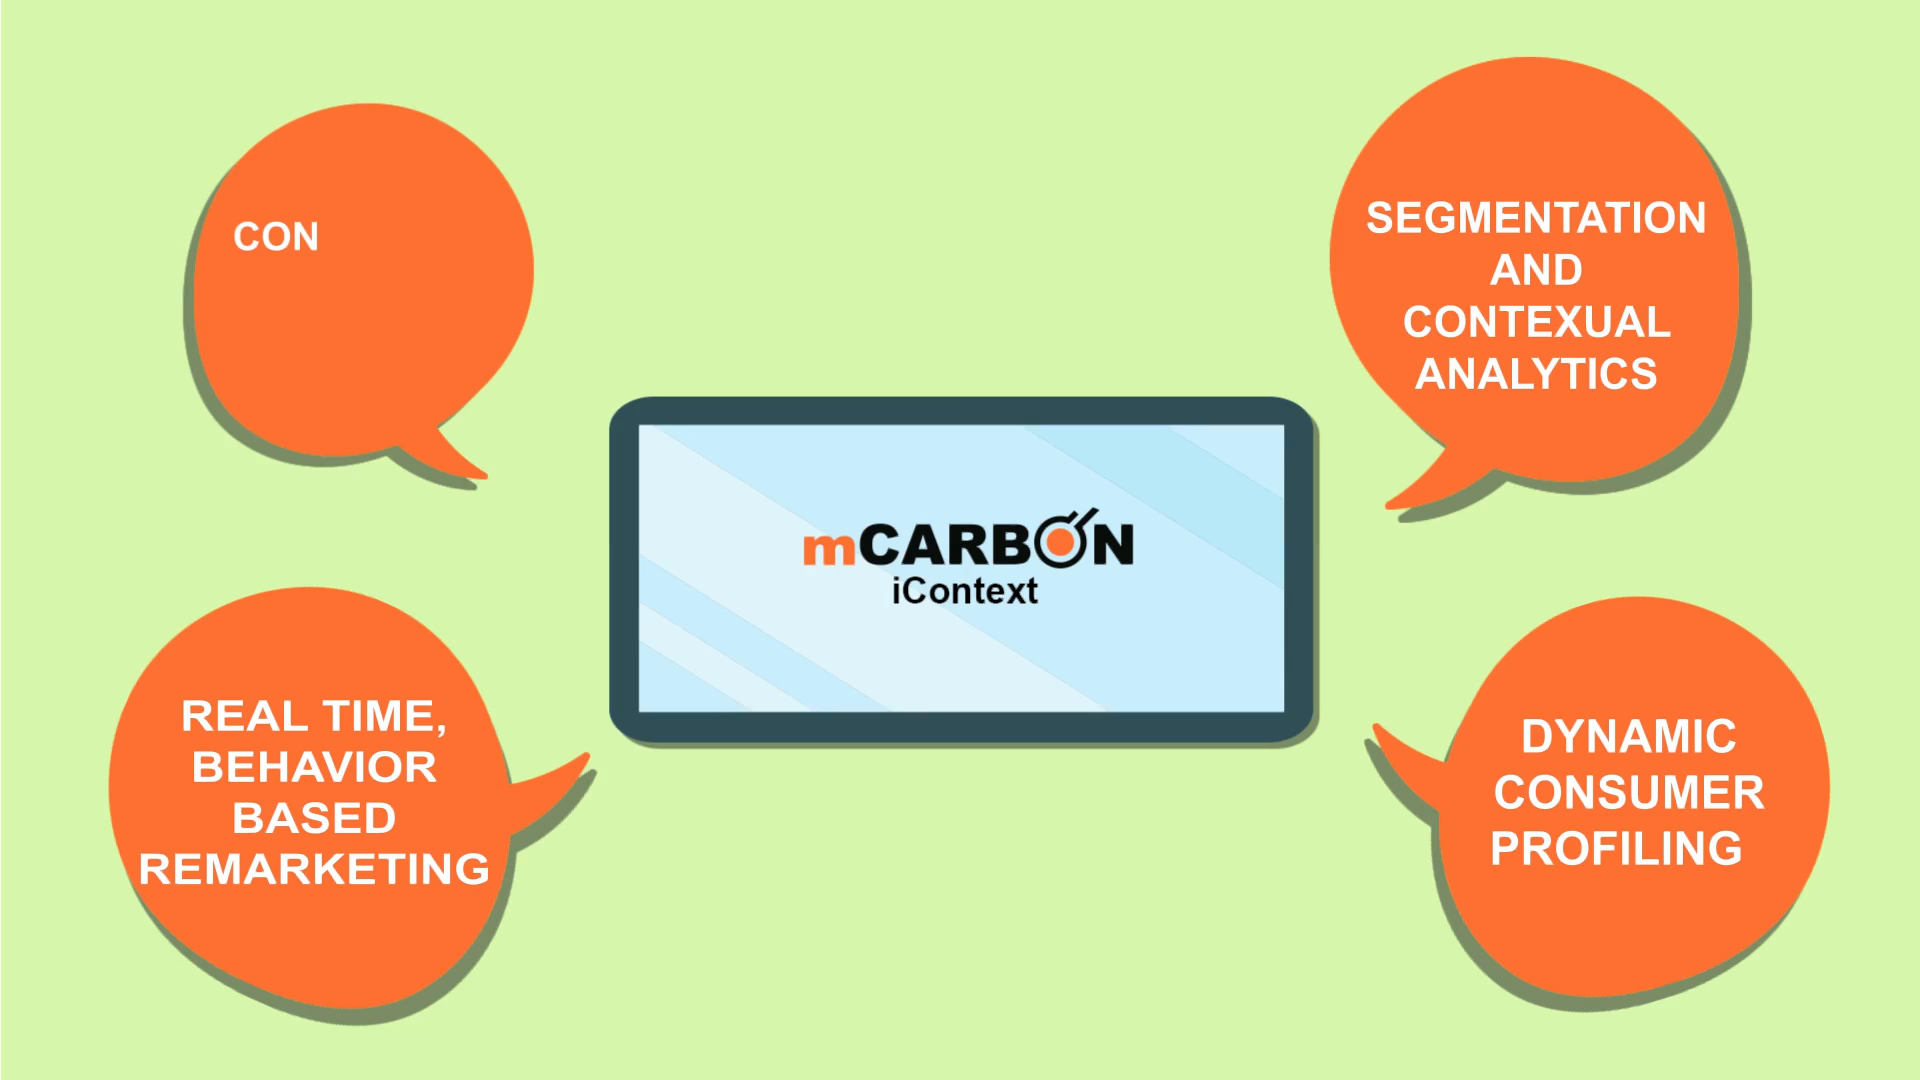 CON
SEGMENTATION
AND
CONTEXUAL
ANALYTICS
mCARBON
iContext
REAL TIME,
BEHAVIOR
BASED
REMARKETING
DYNAMIC
CONSUMER
PROFILING